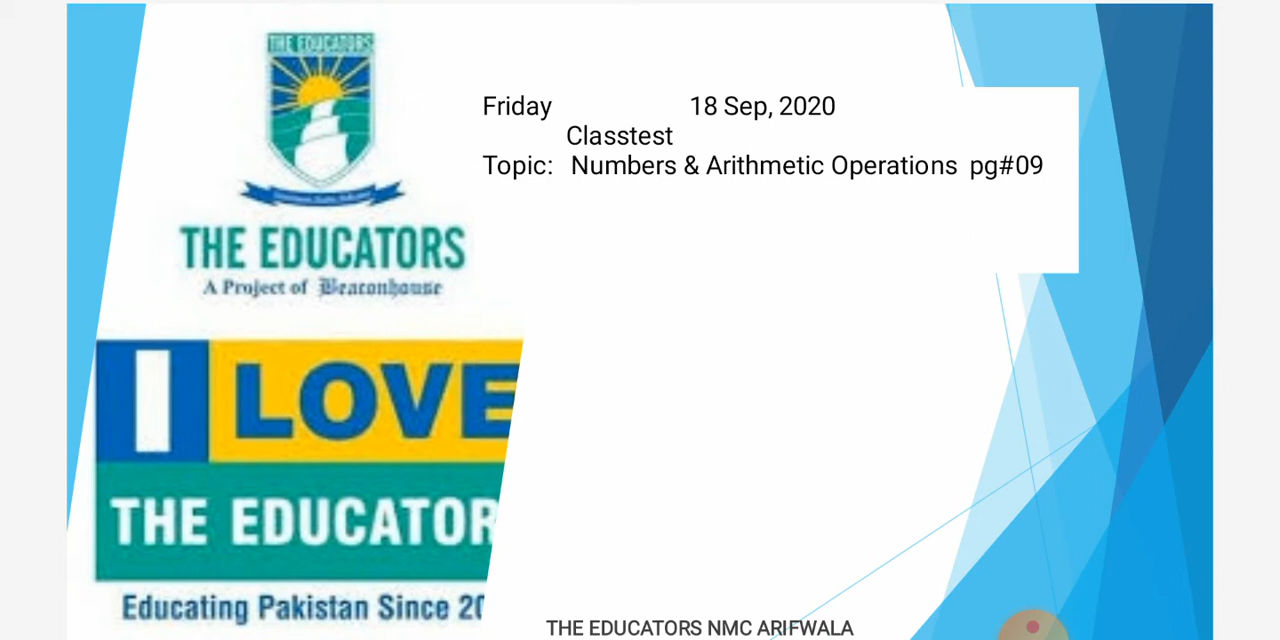 THE EDUCATORS
THE EDUCATORS
A Project of Beaconhouse
Friday 18 Sep, 2020
Classtest
Topic: Numbers & Arithmetic Operations pg#09
I LOVE
THE EDUCATOR
Educating Pakistan Since 20
THE EDUCATORS NMC ARIFWALA